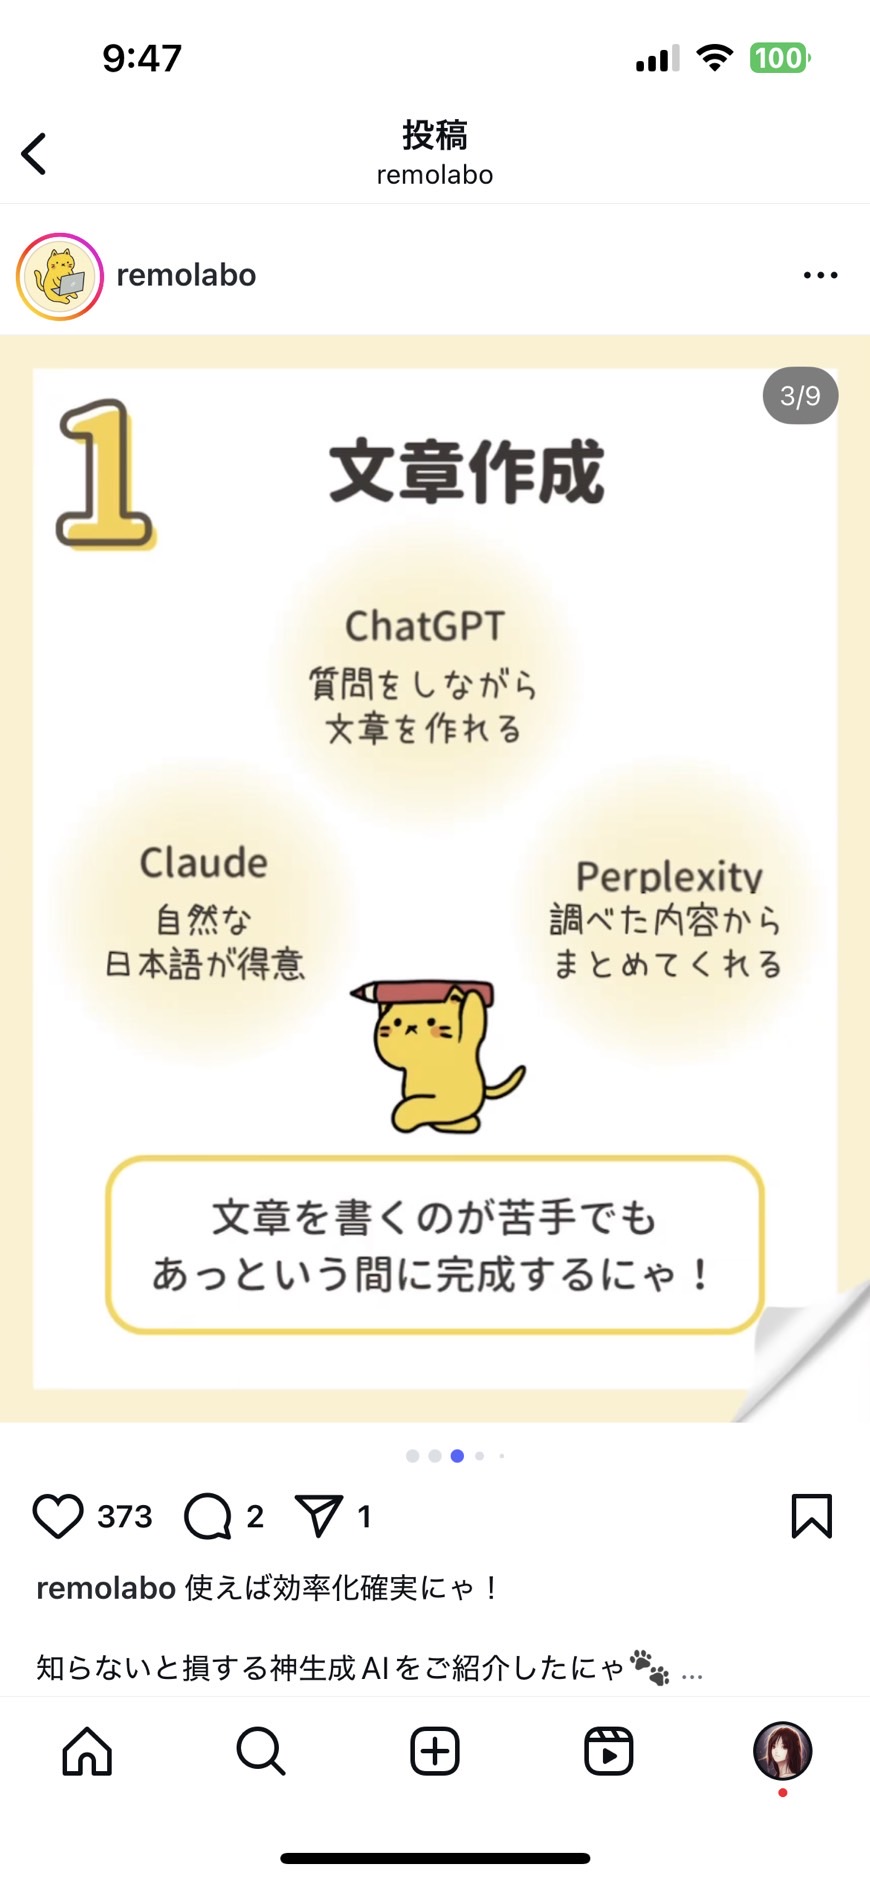 9:47
100
投稿
remolabo
remolabo
3/9
1
文章作成
ChatGPT
質問をしながら
文章を作れる
Claude
自然な
日本語が得意
Perplexity
調べた内容から
まとめてくれる
文章を書くのが苦手でも
あっという間に完成するにゃ！
373
2
1
remolabo 使えば効率化確実にゃ！
知らないと損する神生成AIをご紹介したにゃ🐾 ...